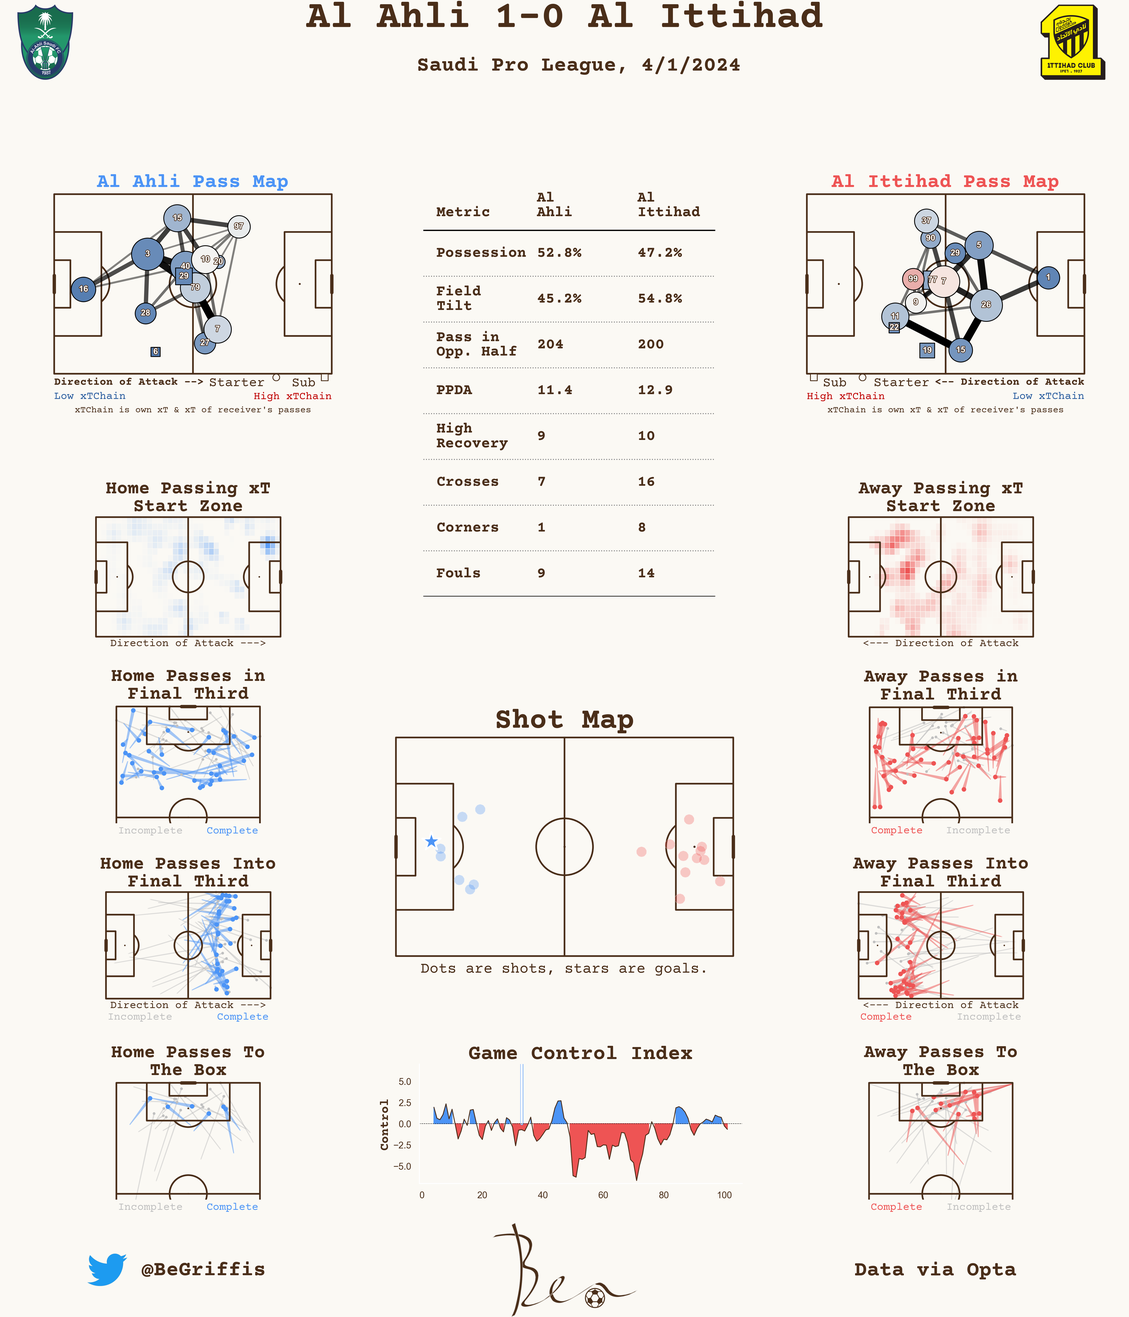 Al Ahli 1-0 Al Ittihad
Saudi Pro League, 4/1/2024
ITTIHAD CLUB
Al Ahli Pass Map
15
97
3
40
10
20
29
16
79
28
7
27
6
Direction of Attack --> Starter Sub
Low xTChain High xTChain
xTChain is own xT & xT of receiver's passes
Metric Al Ahli Al Ittihad
Possession 52.8% 47.2%
Field Tilt 45.2% 54.8%
Pass in Opp. Half 204 200
PPDA 11.4 12.9
High Recovery 9 10
Crosses 7 16
Corners 1 8
Fouls 9 14
Al Ittihad Pass Map
37
90
5
29
99
77
7
1
9
26
11
22
19
15
Sub Starter <-- Direction of Attack
High xTChain Low xTChain
xTChain is own xT & xT of receiver's passes
Home Passing xT
Start Zone
Direction of Attack --->
Away Passing xT
Start Zone
<--- Direction of Attack
Home Passes in
Final Third
Incomplete Complete
Away Passes in
Final Third
Complete Incomplete
Shot Map
Dots are shots, stars are goals.
Home Passes Into
Final Third
Direction of Attack --->
Incomplete Complete
Away Passes Into
Final Third
<--- Direction of Attack
Complete Incomplete
Home Passes To
The Box
Incomplete Complete
Game Control Index
Control
5.0
2.5
0.0
−2.5
−5.0
0 20 40 60 80 100
Away Passes To
The Box
Complete Incomplete
@BeGriffis
Ben
Data via Opta